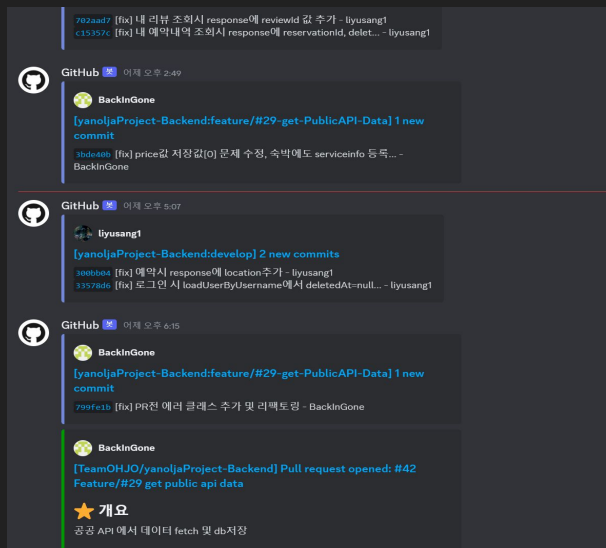 702aad7 [fix] 내 리뷰 조회시 response에 reviewId 값 추가 - liyusang1
c15357c [fix] 내 예약내역 조회시 response에 reservationId, delet... - liyusang1
GitHub 봇 어제 오후 2:49
BackInGone
[yanoljaProject-Backend:feature/#29-get-PublicAPI-Data] 1 new
commit
3bde40b [fix] price값 저장값[0] 문제 수정, 숙박에도 serviceinfo 등록... -
BackInGone
GitHub 봇 어제 오후 5:07
liyusang1
[yanoljaProject-Backend:develop] 2 new commits
300bb04 [fix] 예약시 response에 location추가 - liyusang1
33578d6 [fix] 로그인 시 loadUserByUsername에서 deletedAt=null... - liyusang1
GitHub 봇 어제 오후 6:15
BackInGone
[yanoljaProject-Backend:feature/#29-get-PublicAPI-Data] 1 new
commit
799fe1b [fix] PR전 에러 클래스 추가 및 리팩토링 - BackInGone
BackInGone
[TeamOHJO/yanoljaProject-Backend] Pull request opened: #42
Feature/#29 get public api data
⭐ 개요
공공 API 에서 데이터 fetch 및 db저장